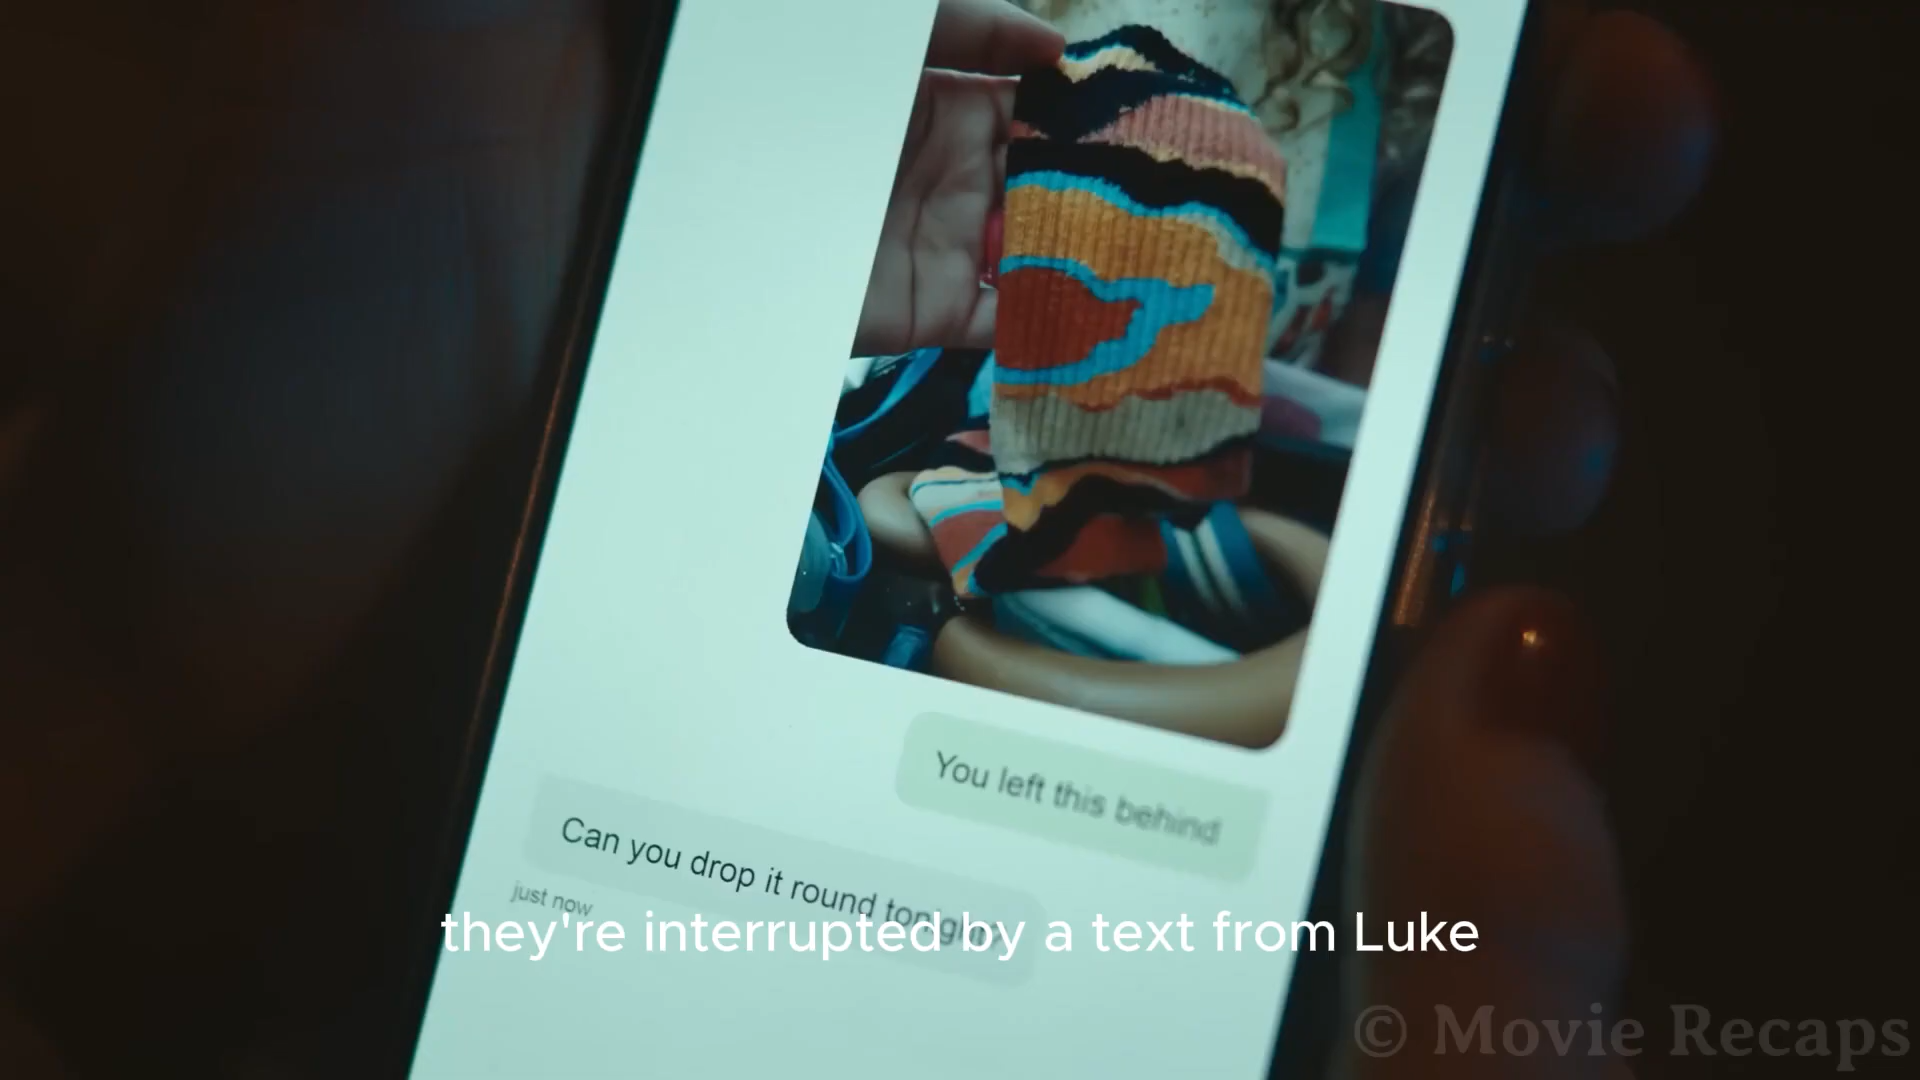 You left this behind
Can you drop it round tonight?
just now
they're interrupted by a text from Luke
© Movie Recaps